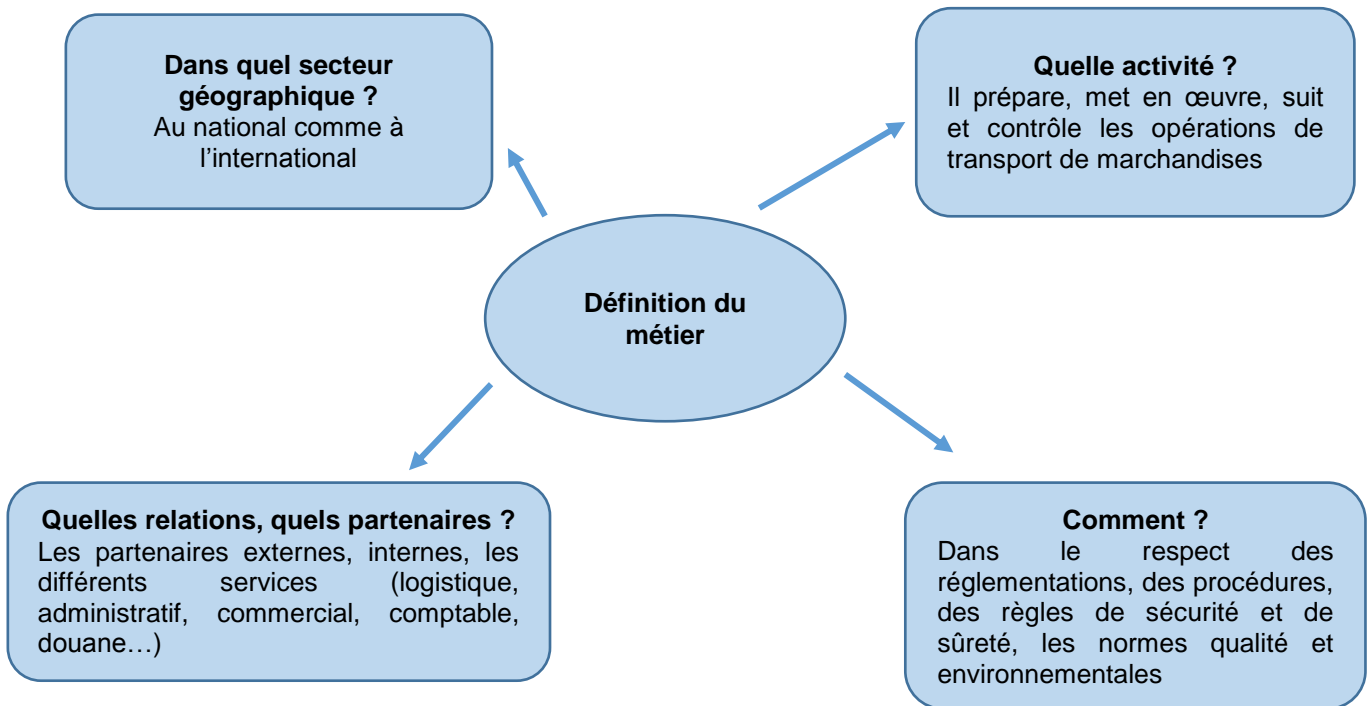 Dans quel secteur
géographique ?
Au national comme à
l’international
Quelle activité ?
Il prépare, met en œuvre, suit
et contrôle les opérations de
transport de marchandises
Définition du
métier
Quelles relations, quels partenaires ?
Les partenaires externes, internes, les
différents services (logistique,
administratif, commercial, comptable,
douane…)
Comment ?
Dans le respect des
réglementations, des procédures,
des règles de sécurité et de
sûreté, les normes qualité et
environnementales